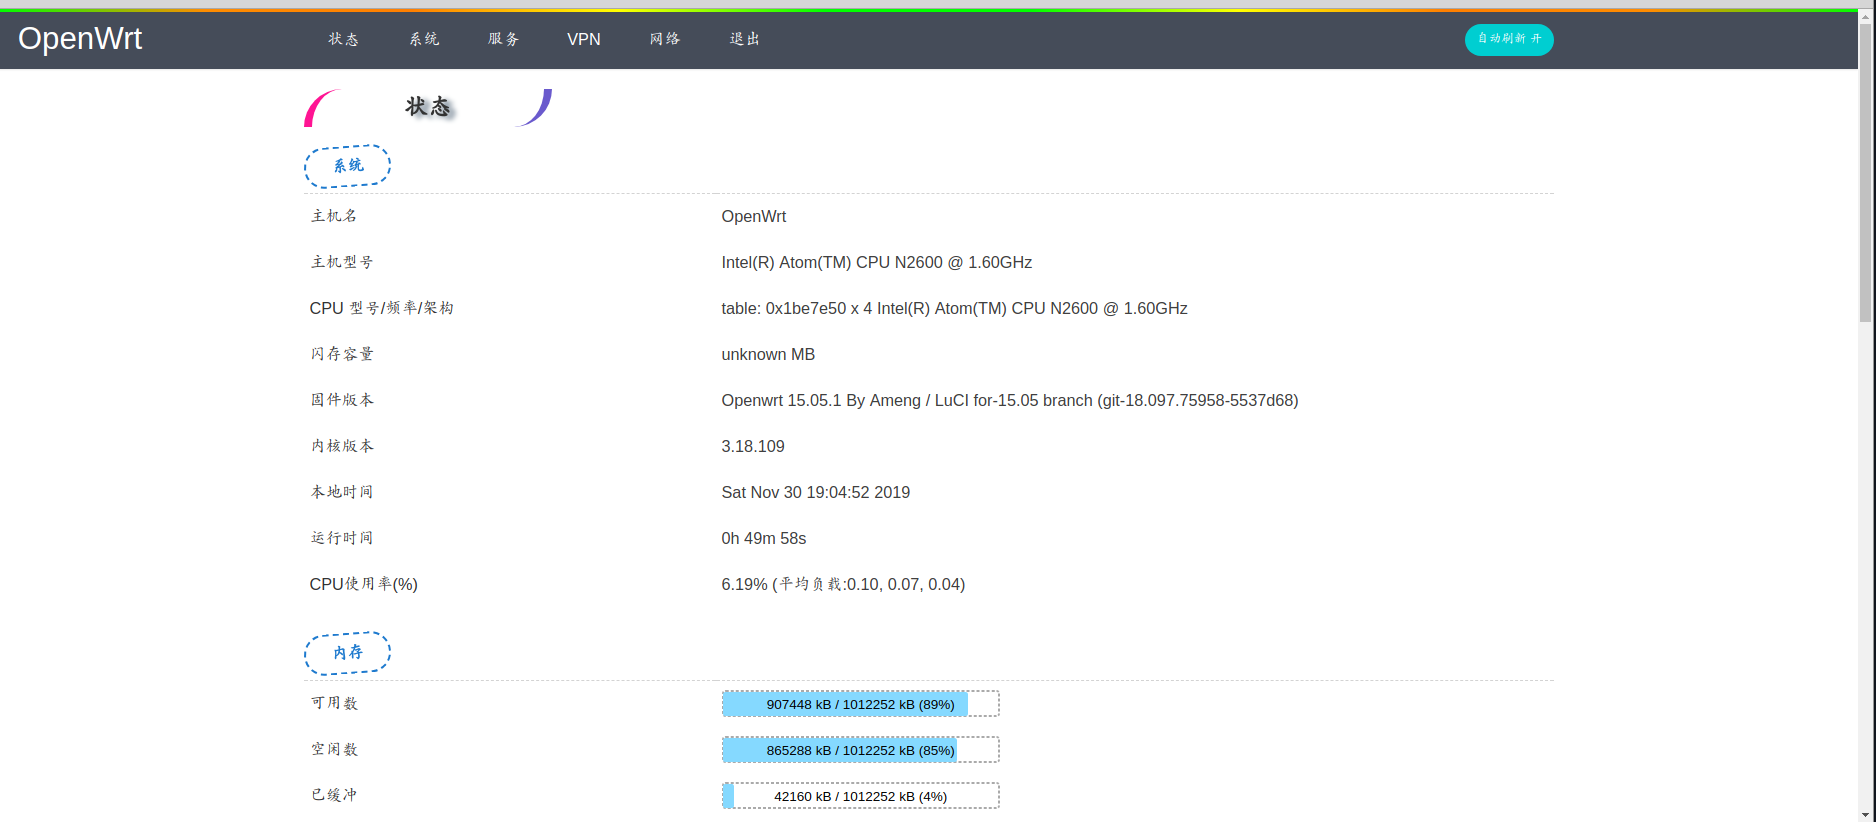 OpenWrt 状态 系统 服务 VPN 网络 退出 自动刷新 开
状态
系统
主机名 OpenWrt
主机型号 Intel(R) Atom(TM) CPU N2600 @ 1.60GHz
CPU 型号/频率/架构 table: 0x1be7e50 x 4 Intel(R) Atom(TM) CPU N2600 @ 1.60GHz
闪存容量 unknown MB
固件版本 Openwrt 15.05.1 By Ameng / LuCI for-15.05 branch (git-18.097.75958-5537d68)
内核版本 3.18.109
本地时间 Sat Nov 30 19:04:52 2019
运行时间 0h 49m 58s
CPU使用率(%) 6.19% (平均负载:0.10, 0.07, 0.04)
内存
可用数 907448 kB / 1012252 kB (89%)
空闲数 865288 kB / 1012252 kB (85%)
已缓冲 42160 kB / 1012252 kB (4%)